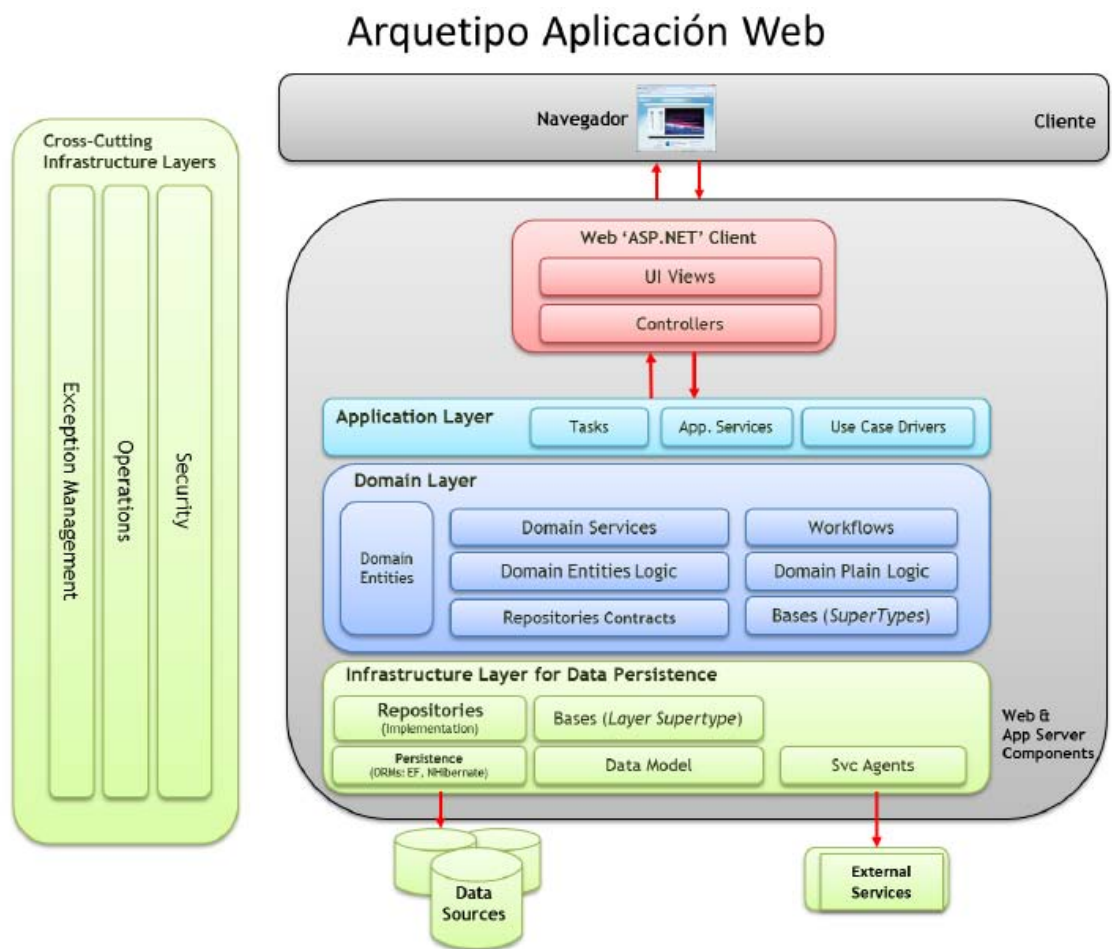 Arquetipo Aplicación Web
Navegador
Cliente
Cross-Cutting
Infrastructure Layers
Exception Management
Operations
Security
Web ‘ASP.NET’ Client
UI Views
Controllers
Application Layer
Tasks
App. Services
Use Case Drivers
Domain Layer
Domain
Entities
Domain Services
Workflows
Domain Entities Logic
Domain Plain Logic
Repositories Contracts
Bases (SuperTypes)
Infrastructure Layer for Data Persistence
Repositories
(Implementation)
Bases (Layer Supertype)
Persistence
(ORMs: EF, NHibernate)
Data Model
Svc Agents
Web &
App Server
Components
Data
Sources
External
Services